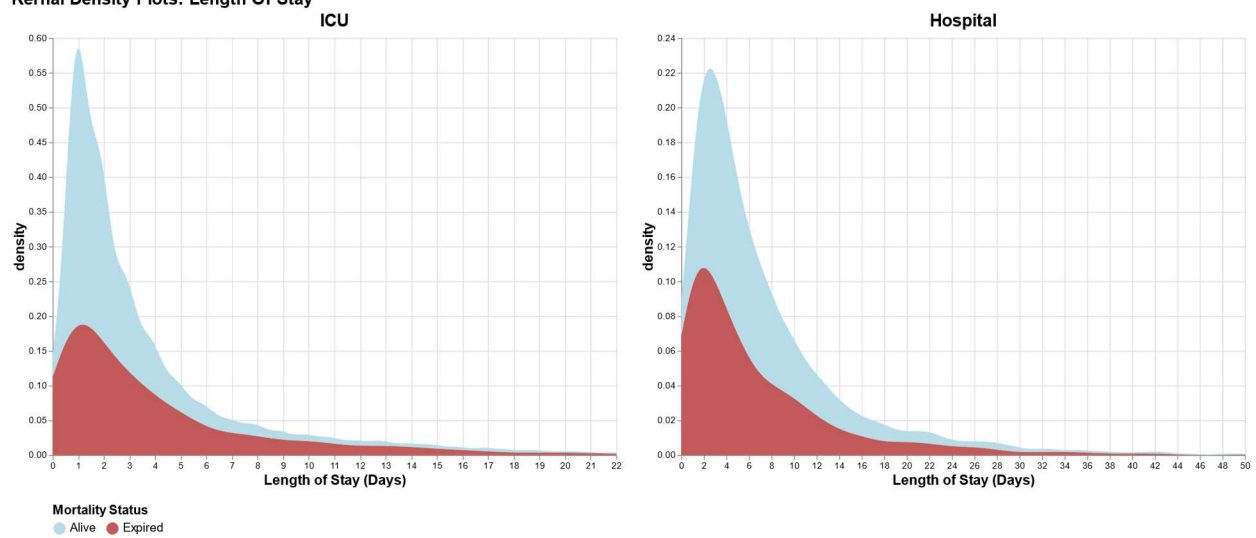 Kernal Density Plots: Length Of Stay
ICU
0.60
0.55
0.50
0.45
0.40
0.35
0.30
0.25
0.20
0.15
0.10
0.05
0.00
density
0 1 2 3 4 5 6 7 8 9 10 11 12 13 14 15 16 17 18 19 20 21 22
Length of Stay (Days)
Hospital
0.24
0.22
0.20
0.18
0.16
0.14
0.12
0.10
0.08
0.06
0.04
0.02
0.00
density
0 2 4 6 8 10 12 14 16 18 20 22 24 26 28 30 32 34 36 38 40 42 44 46 48 50
Length of Stay (Days)
Mortality Status
Alive Expired